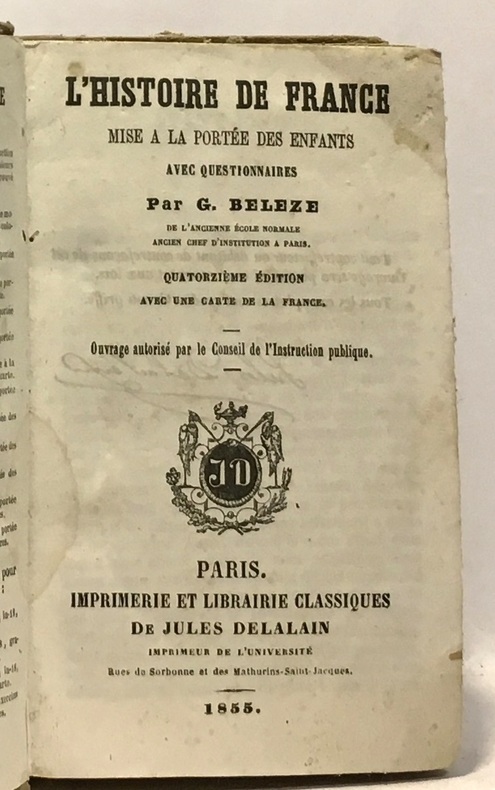 L'HISTOIRE DE FRANCE
MISE A LA PORTÉE DES ENFANTS
AVEC QUESTIONNAIRES
Par G. BELEZE
DE L'ANCIENNE ÉCOLE NORMALE
ANCIEN CHEF D'INSTITUTION A PARIS.
QUATORZIÈME ÉDITION
AVEC UNE CARTE DE LA FRANCE.
Ouvrage autorisé par le Conseil de l'Instruction publique.
JD
PARIS.
IMPRIMERIE ET LIBRAIRIE CLASSIQUES
DE JULES DELALAIN
IMPRIMEUR DE L'UNIVERSITÉ
Rues de Sorbonne et des Mathurins-Saint-Jacques.
1855.